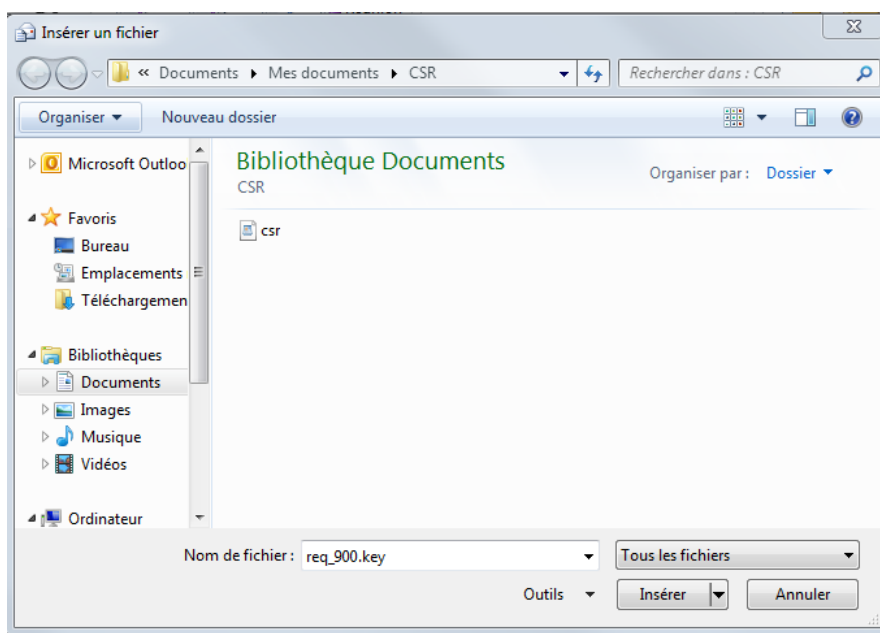 Insérer un fichier
« Documents Mes documents CSR
Rechercher dans : CSR
Organiser
Nouveau dossier
Microsoft Outloo
Favoris
Bureau
Emplacements
Téléchargemen
Bibliothèques
Documents
Images
Musique
Vidéos
Ordinateur
Bibliothèque Documents
CSR
Organiser par : Dossier
csr
Nom de fichier : req_900.key
Tous les fichiers
Outils
Insérer
Annuler